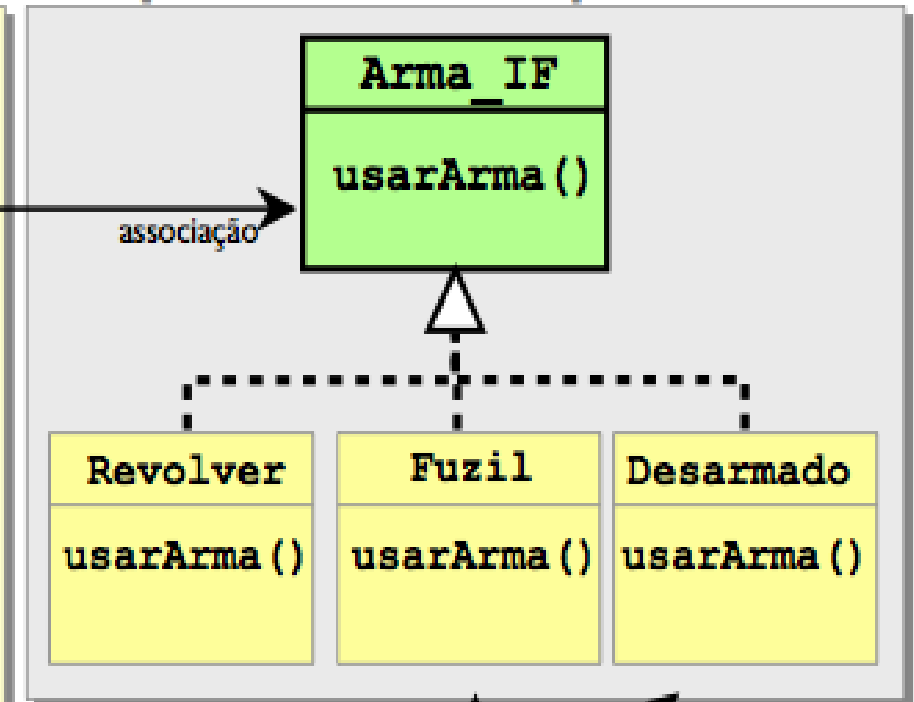 Arma_IF
usarArma()
associação
Revolver
Fuzil
Desarmado
usarArma()
usarArma()
usarArma()